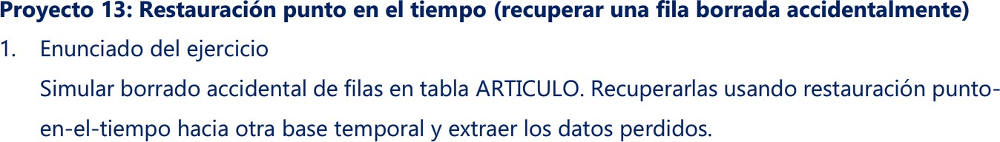 Proyecto 13: Restauración punto en el tiempo (recuperar una fila borrada accidentalmente)
1. Enunciado del ejercicio
Simular borrado accidental de filas en tabla ARTICULO. Recuperarlas usando restauración punto-
en-el-tiempo hacia otra base temporal y extraer los datos perdidos.